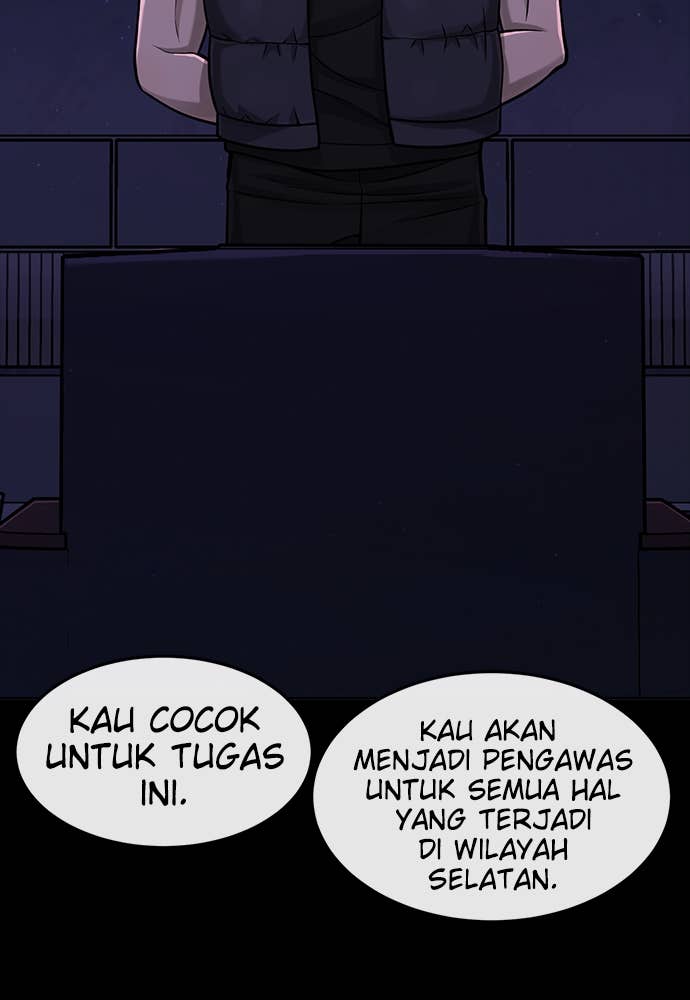 KAU COCOK
UNTUK TUGAS
INI.
KAU AKAN
MENJADI PENGAWAS
UNTUK SEMUA HAL
YANG TERJADI
DI WILAYAH
SELATAN.